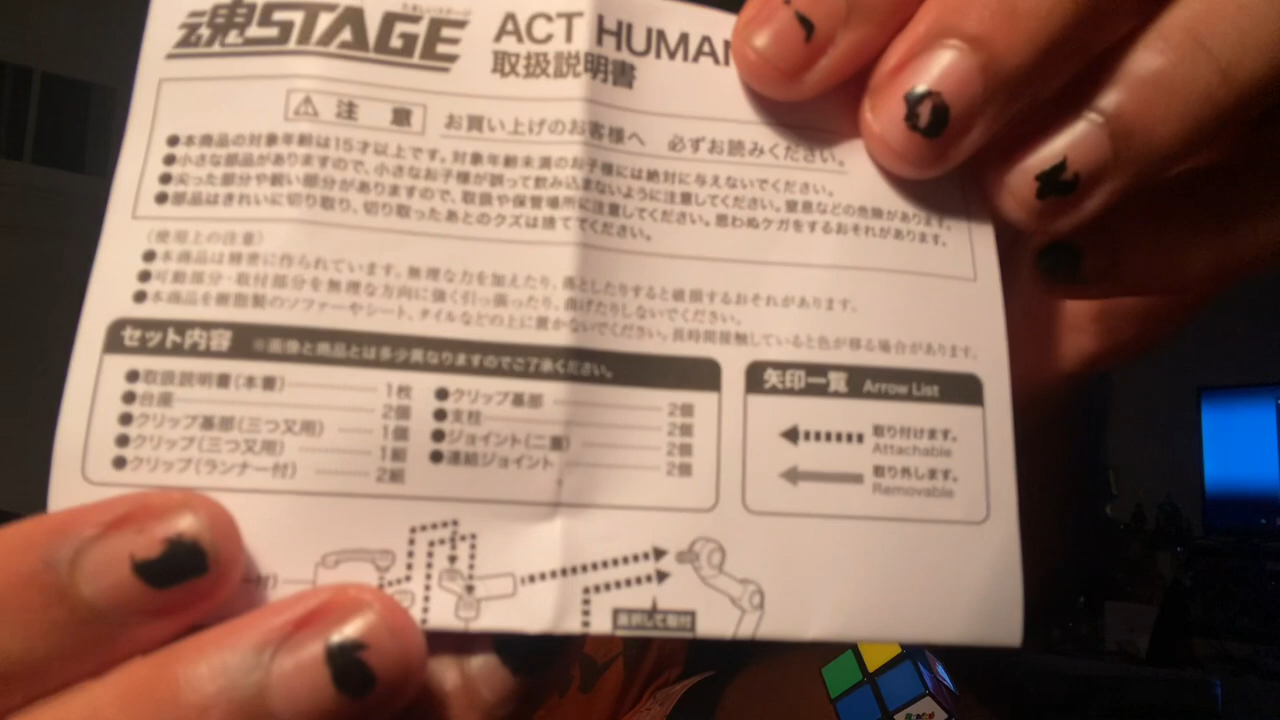 たましいステージ
魂STAGE
ACT HUMAN
取扱説明書
注 意 お買い上げのお客様へ 必ずお読みください。
●本商品の対象年齢は15才以上です。対象年齢未満のお子様には絶対に与えないでください。
●小さな部品がありますので、小さなお子様が誤って飲み込まないように注意してください。窒息などの危険があります。
●尖った部分や鋭い部分がありますので、取扱や保管場所に注意してください。思わぬケガをするおそれがあります。
●部品はきれいに切り取り、切り取ったあとのクズは捨ててください。
〈使用上の注意〉
●本商品は精密に作られています。無理な力を加えたり、落としたりすると破損するおそれがあります。
●可動部分・取付部分を無理な方向に強く引っ張ったり、曲げたりしないでください。
●本商品を樹脂製のソファーやシート、タイルなどの上に置かないでください。長時間接触していると色が移る場合があります。
セット内容 ※画像と商品とは多少異なりますのでご了承ください。
●取扱説明書(本書) 1枚
●台座 2個
●クリップ基部(三つ又用) 1個
●クリップ(三つ又用) 1組
●クリップ(ランナー付) 2組
●クリップ基部 2個
●支柱 2個
●ジョイント(二重) 2個
●連結ジョイント 2個
矢印一覧 Arrow List
取り付けます。
Attachable
取り外します。
Removable
選択して取付
Rubik's